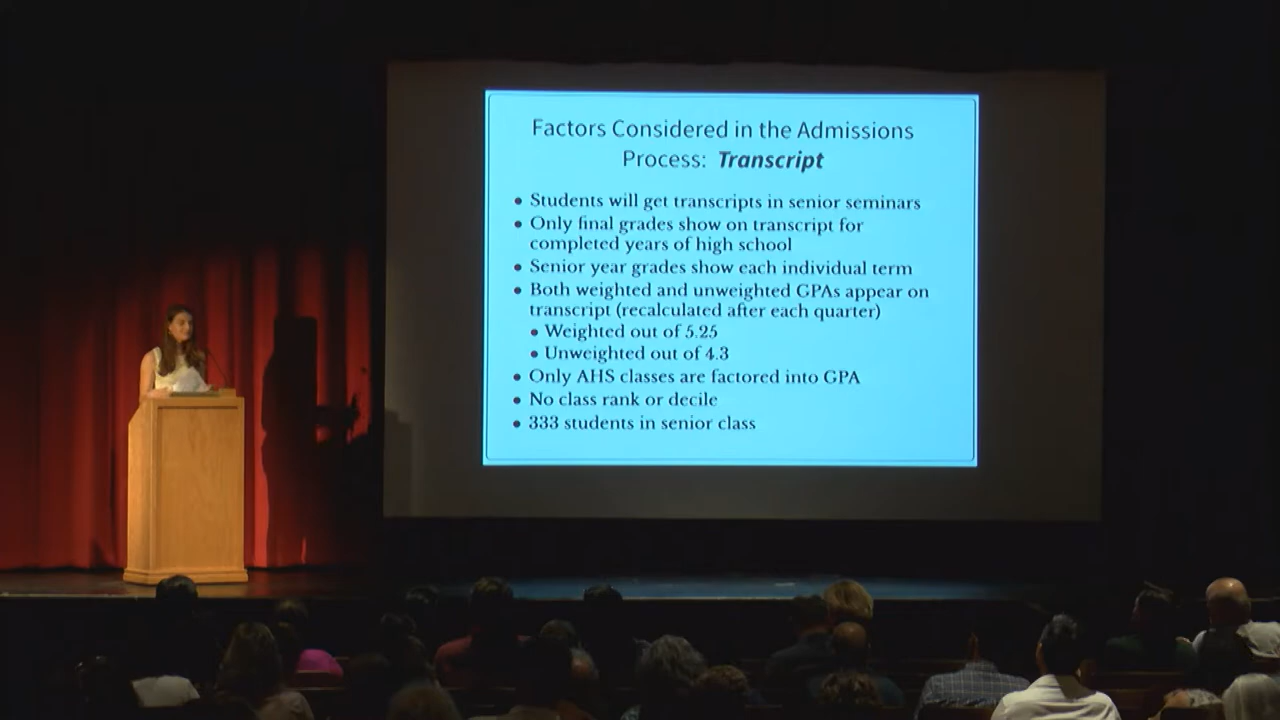 Factors Considered in the Admissions
Process: Transcript
• Students will get transcripts in senior seminars
• Only final grades show on transcript for
completed years of high school
• Senior year grades show each individual term
• Both weighted and unweighted GPAs appear on
transcript (recalculated after each quarter)
• Weighted out of 5.25
• Unweighted out of 4.3
• Only AHS classes are factored into GPA
• No class rank or decile
• 333 students in senior class